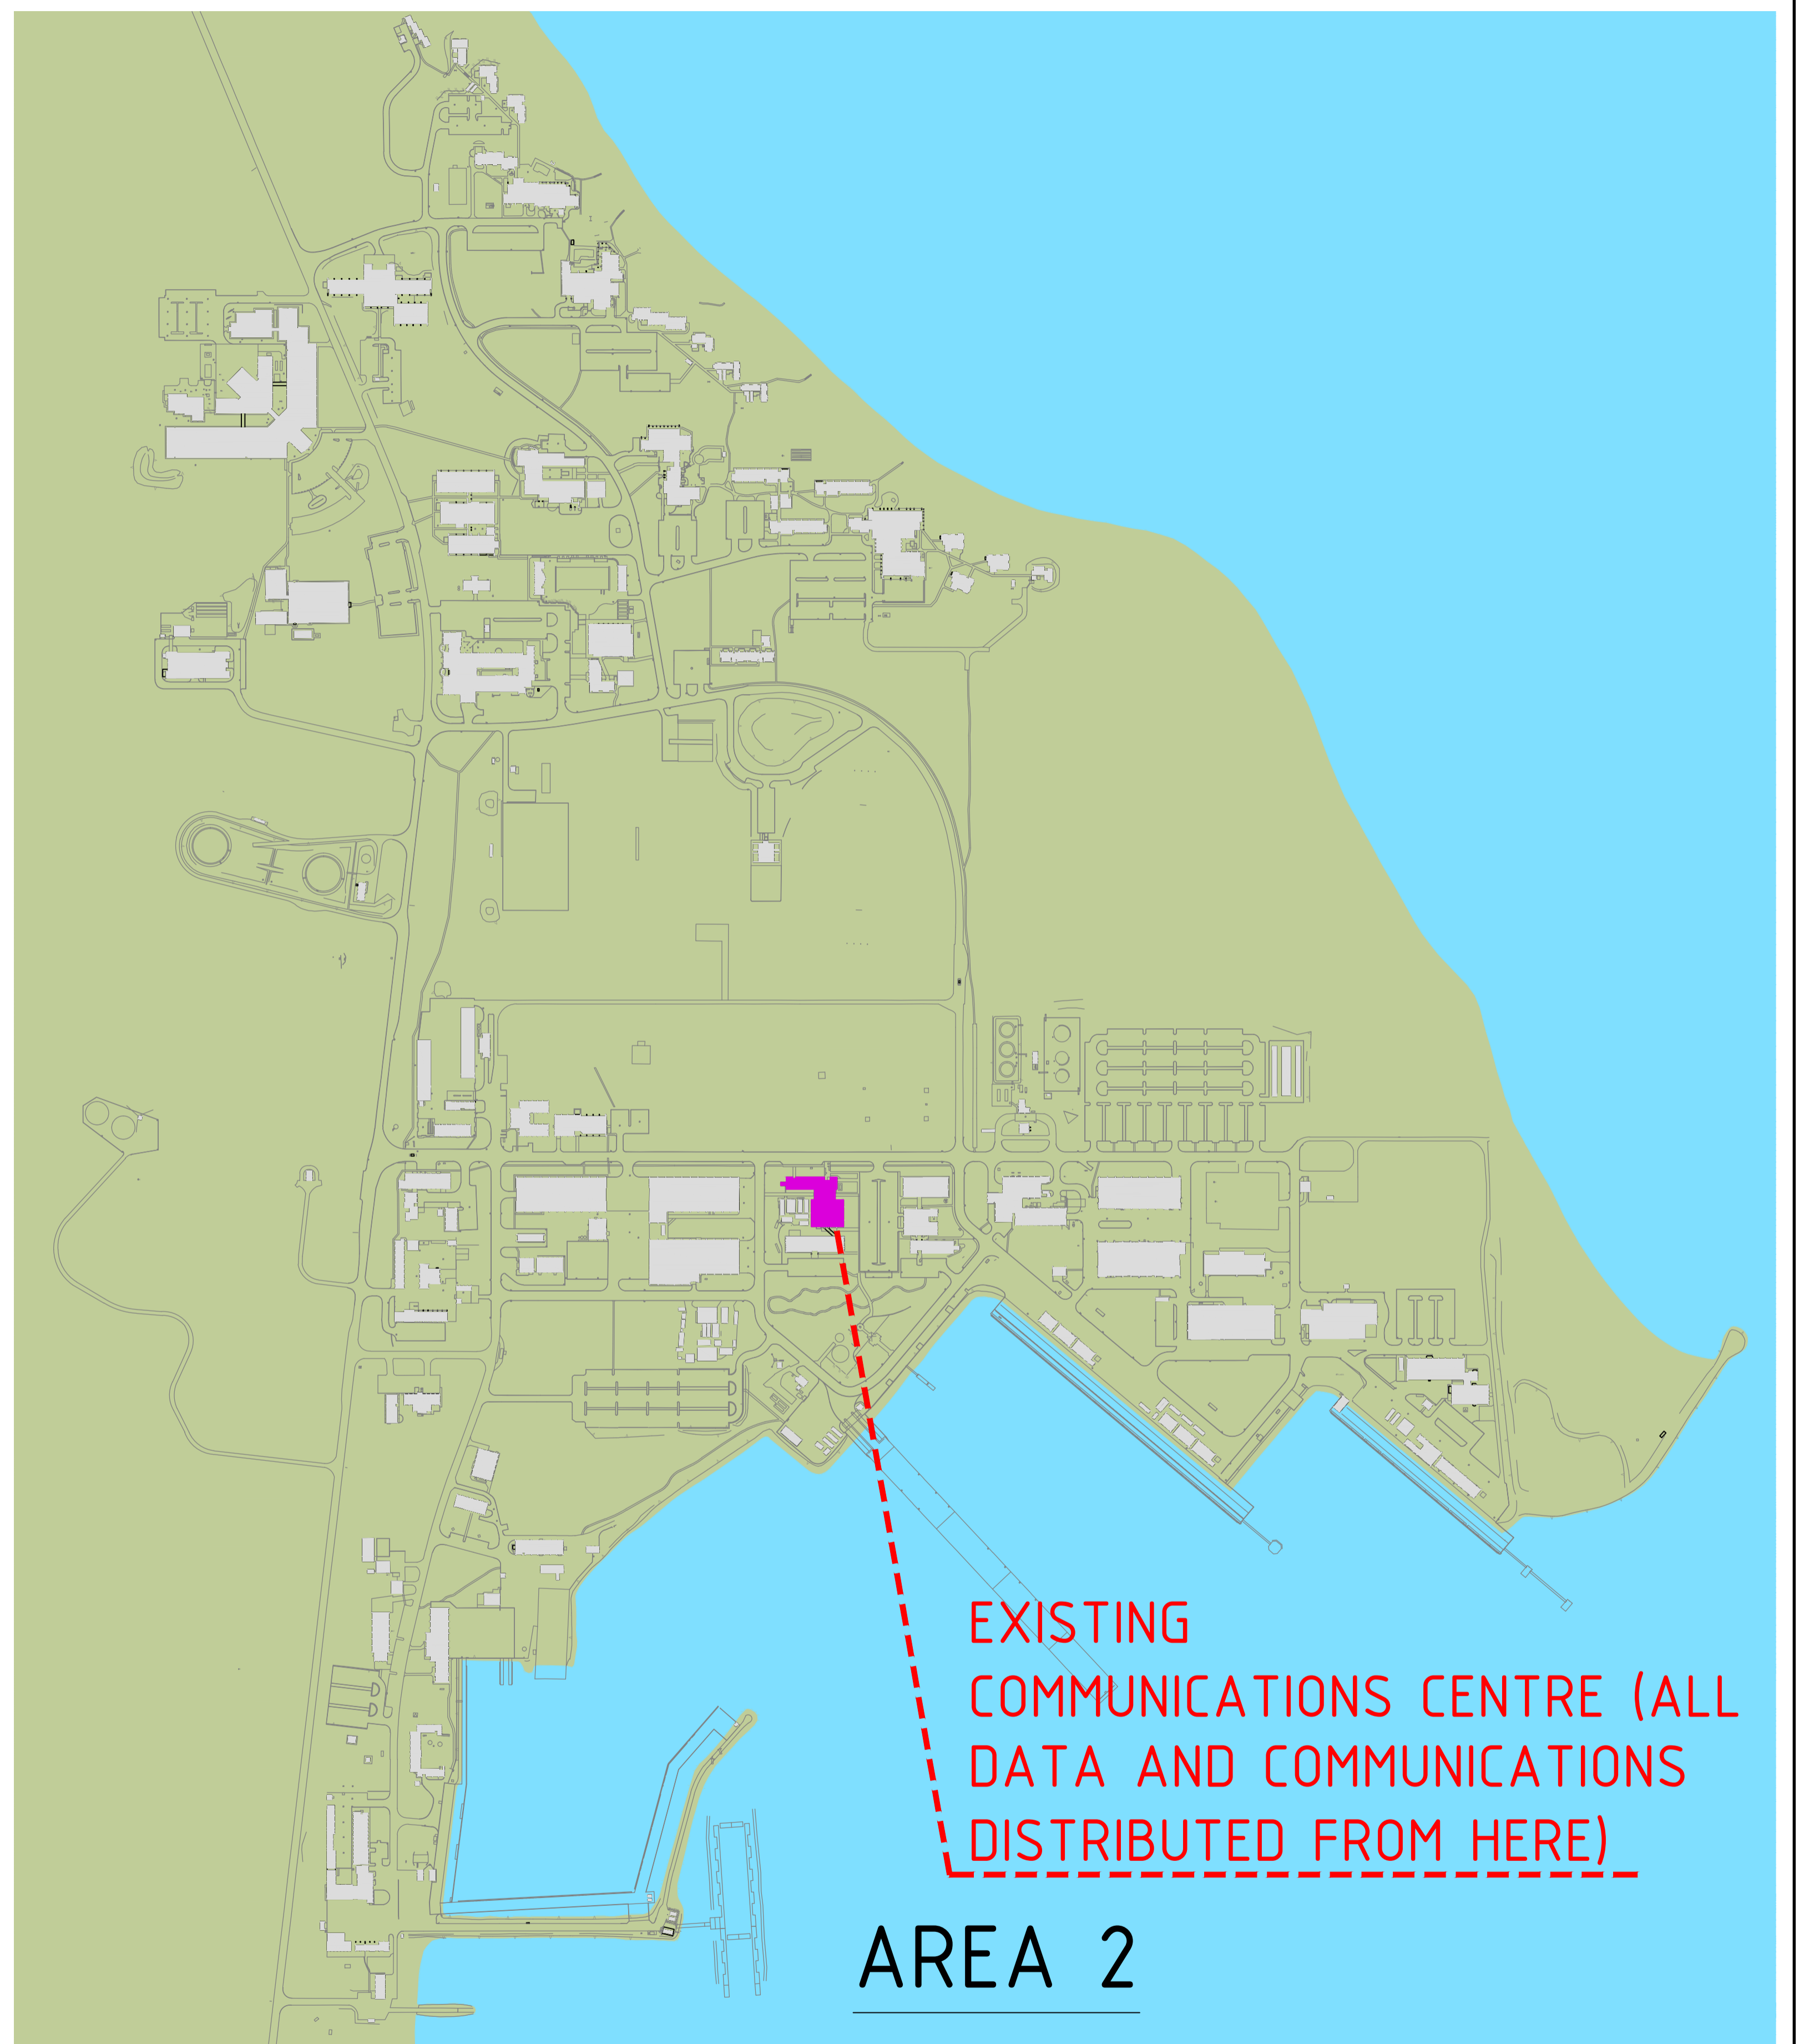 EXISTING
COMMUNICATIONS CENTRE (ALL
DATA AND COMMUNICATIONS
DISTRIBUTED FROM HERE)
AREA 2